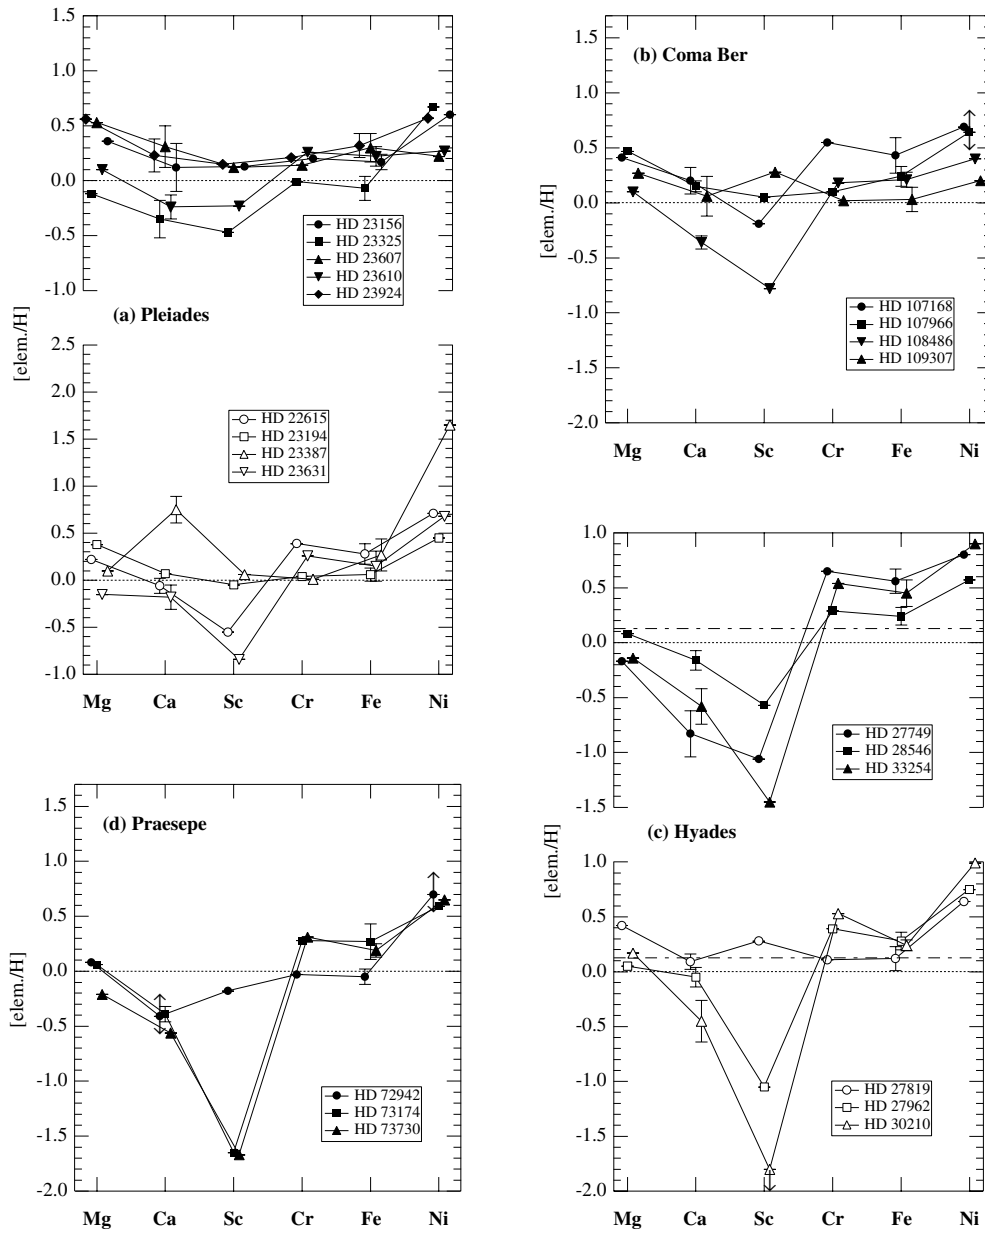 1.5
1.0
0.5
0.0
-0.5
-1.0
HD 23156
HD 23325
HD 23607
HD 23610
HD 23924
(a) Pleiades
[elem./H]
2.5
2.0
1.5
1.0
0.5
0.0
-0.5
-1.0
HD 22615
HD 23194
HD 23387
HD 23631
Mg Ca Sc Cr Fe Ni
1.5
1.0
0.5
0.0
-0.5
-1.0
-1.5
-2.0
[elem./H]
(b) Coma Ber
HD 107168
HD 107966
HD 108486
HD 109307
Mg Ca Sc Cr Fe Ni
1.0
0.5
0.0
-0.5
-1.0
-1.5
HD 27749
HD 28546
HD 33254
(c) Hyades
[elem./H]
1.0
0.5
0.0
-0.5
-1.0
-1.5
-2.0
HD 27819
HD 27962
HD 30210
Mg Ca Sc Cr Fe Ni
(d) Praesepe
[elem./H]
1.5
1.0
0.5
0.0
-0.5
-1.0
-1.5
-2.0
HD 72942
HD 73174
HD 73730
Mg Ca Sc Cr Fe Ni